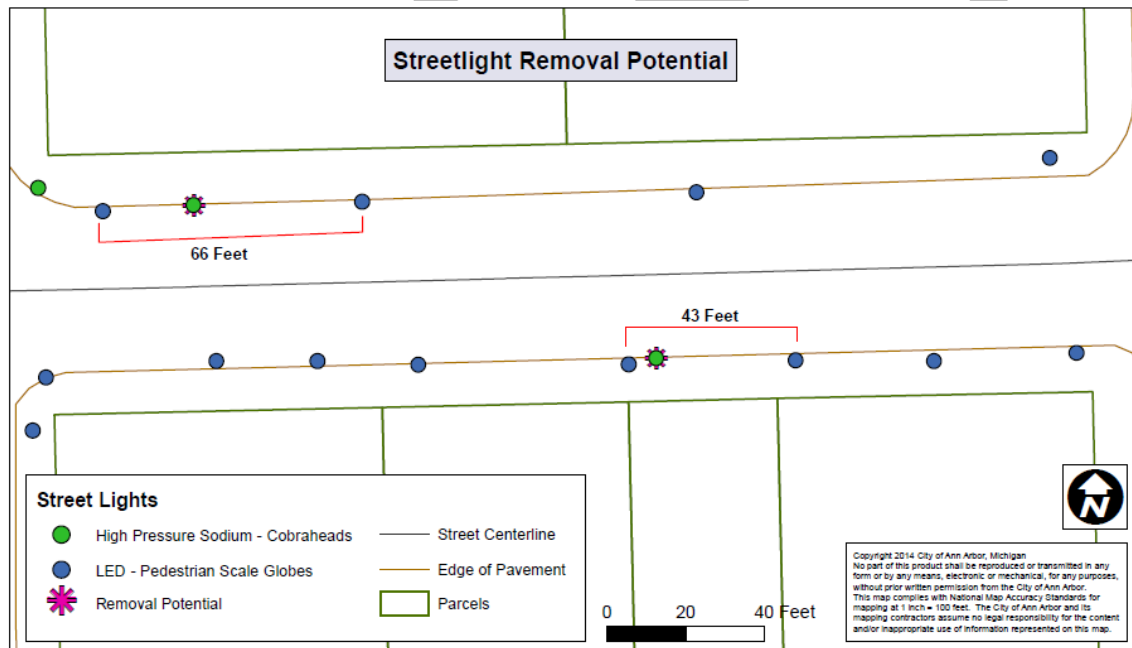 Streetlight Removal Potential
66 Feet
43 Feet
Street Lights
High Pressure Sodium - Cobraheads
LED - Pedestrian Scale Globes
Removal Potential
Street Centerline
Edge of Pavement
Parcels
0 20 40 Feet
N
Copyright 2014 City of Ann Arbor, Michigan
No part of this product shall be reproduced or transmitted in any
form or by any means, electronic or mechanical, for any purposes,
without prior written permission from the City of Ann Arbor.
This map complies with National Map Accuracy Standards for
mapping at 1 inch = 100 feet. The City of Ann Arbor and its
mapping contractors assume no legal responsibility for the content
and/or inappropriate use of information represented on this map.